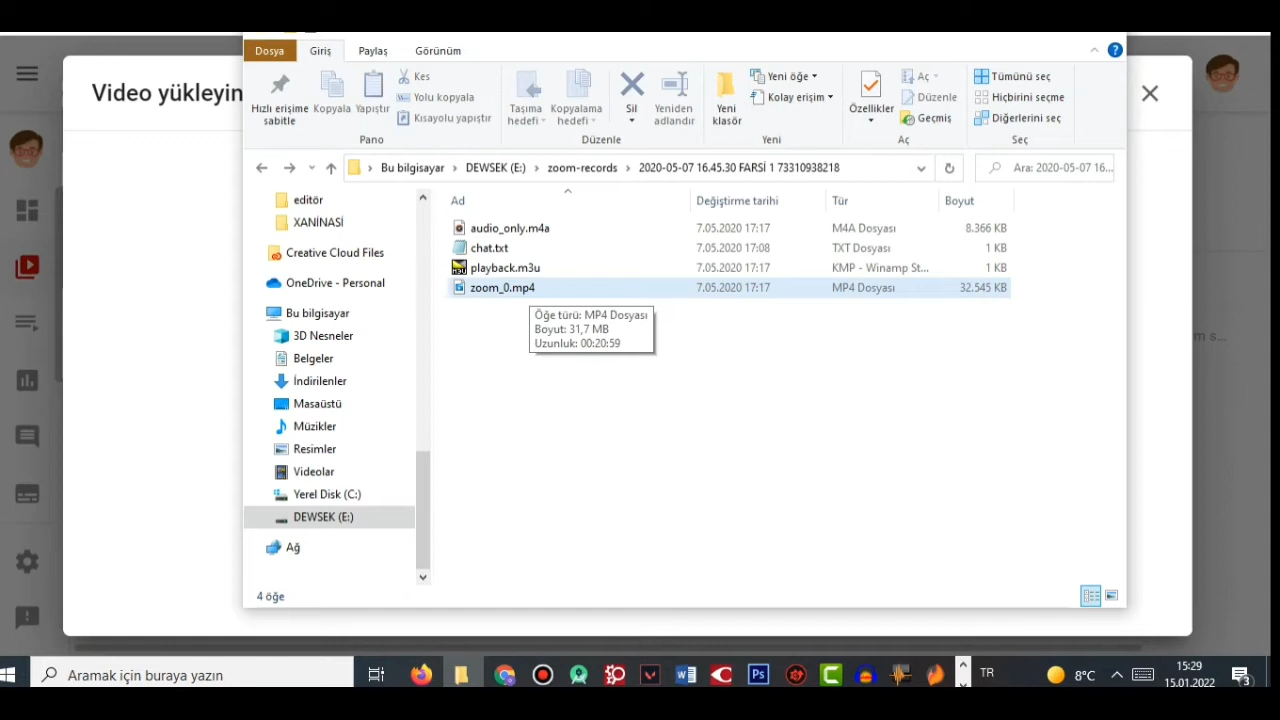 Dosya Giriş Paylaş Görünüm
Video yükleyin
Hızlı erişime sabitle
Kopyala
Yapıştır
Kes
Yolu kopyala
Kısayolu yapıştır
Pano
Taşıma hedefi
Kopyalama hedefi
Sil
Yeniden adlandır
Düzenle
Yeni klasör
Yeni öğe
Kolay erişim
Yeni
Özellikler
Aç
Düzenle
Geçmiş
Aç
Tümünü seç
Hiçbirini seçme
Diğerlerini seç
Seç
Bu bilgisayar > DEWSEK (E:) > zoom-records > 2020-05-07 16.45.30 FARSİ 1 73310938218
Ara: 2020-05-07 16...
Ad Değiştirme tarihi Tür Boyut
audio_only.m4a 7.05.2020 17:17 M4A Dosyası 8.366 KB
chat.txt 7.05.2020 17:08 TXT Dosyası 1 KB
playback.m3u 7.05.2020 17:17 KMP - Winamp St... 1 KB
zoom_0.mp4 7.05.2020 17:17 MP4 Dosyası 32.545 KB
Öğe türü: MP4 Dosyası
Boyut: 31,7 MB
Uzunluk: 00:20:59
editör
XANİNASİ
Creative Cloud Files
OneDrive - Personal
Bu bilgisayar
3D Nesneler
Belgeler
İndirilenler
Masaüstü
Müzikler
Resimler
Videolar
Yerel Disk (C:)
DEWSEK (E:)
Ağ
4 öğe
m s...
Aramak için buraya yazın
TR
8°C
15:29
15.01.2022
3